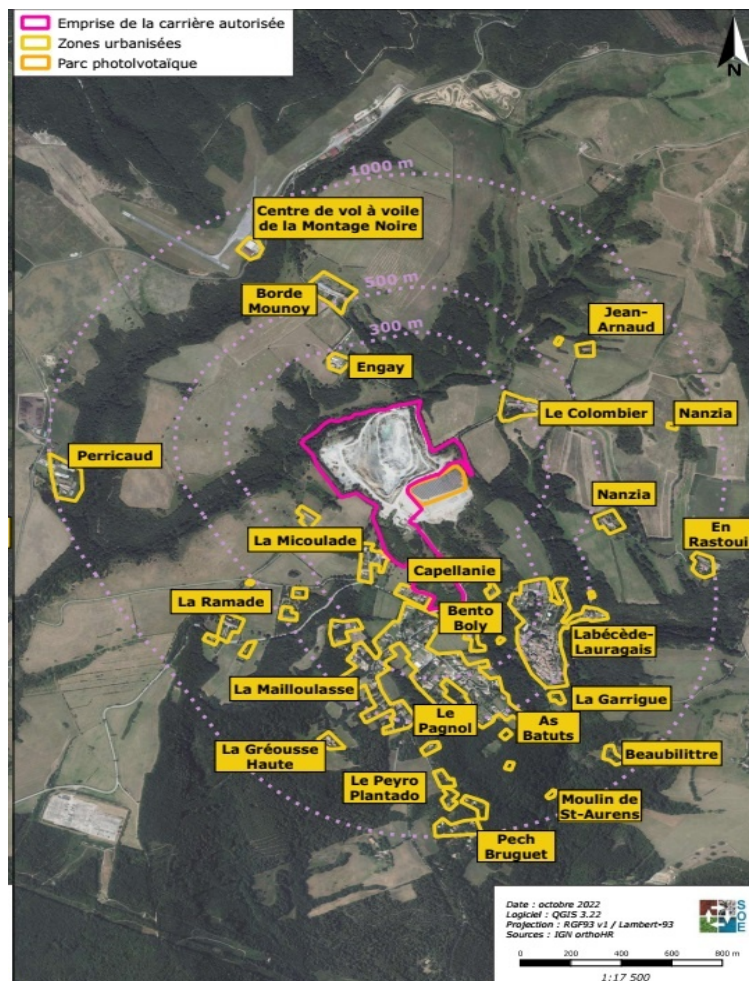 Emprise de la carrière autorisée
Zones urbanisées
Parc photolvotaïque
N
1000 m
Centre de vol à voile
de la Montage Noire
500 m
Borde
Mounoy
300 m
Jean-
Arnaud
Engay
Le Colombier
Nanzia
Perricaud
Nanzia
La Micoulade
En
Rastoui
Capellanie
La Ramade
Bento
Boly
Labécède-
Lauragais
La Mailloulasse
La Garrigue
Le
Pagnol
As
Batuts
La Gréousse
Haute
Beaubilittre
Le Peyro
Plantado
Moulin de
St-Aurens
Pech
Bruguet
Date : octobre 2022
Logiciel : QGIS 3.22
Projection : RGF93 v1 / Lambert-93
Sources : IGN orthoHR
SOE
0 200 400 600 800 m
1:17 500